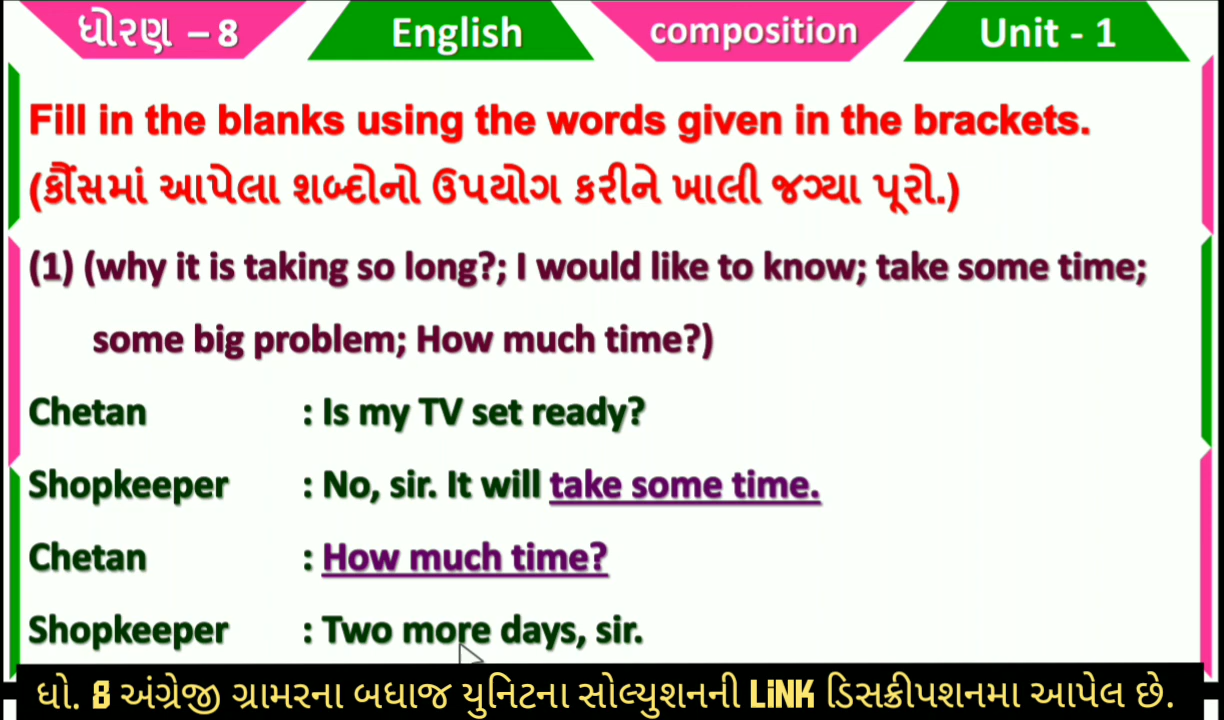 ધોરણ – 8 English composition Unit - 1
Fill in the blanks using the words given in the brackets.
(કૌંસમાં આપેલા શબ્દોનો ઉપયોગ કરીને ખાલી જગ્યા પૂરો.)
(1) (why it is taking so long?; I would like to know; take some time;
some big problem; How much time?)
Chetan : Is my TV set ready?
Shopkeeper : No, sir. It will take some time.
Chetan : How much time?
Shopkeeper : Two more days, sir.
ધો. 8 અંગ્રેજી ગ્રામરના બધાજ યુનિટના સોલ્યુશનની LiNK ડિસક્રીપશનમા આપેલ છે.